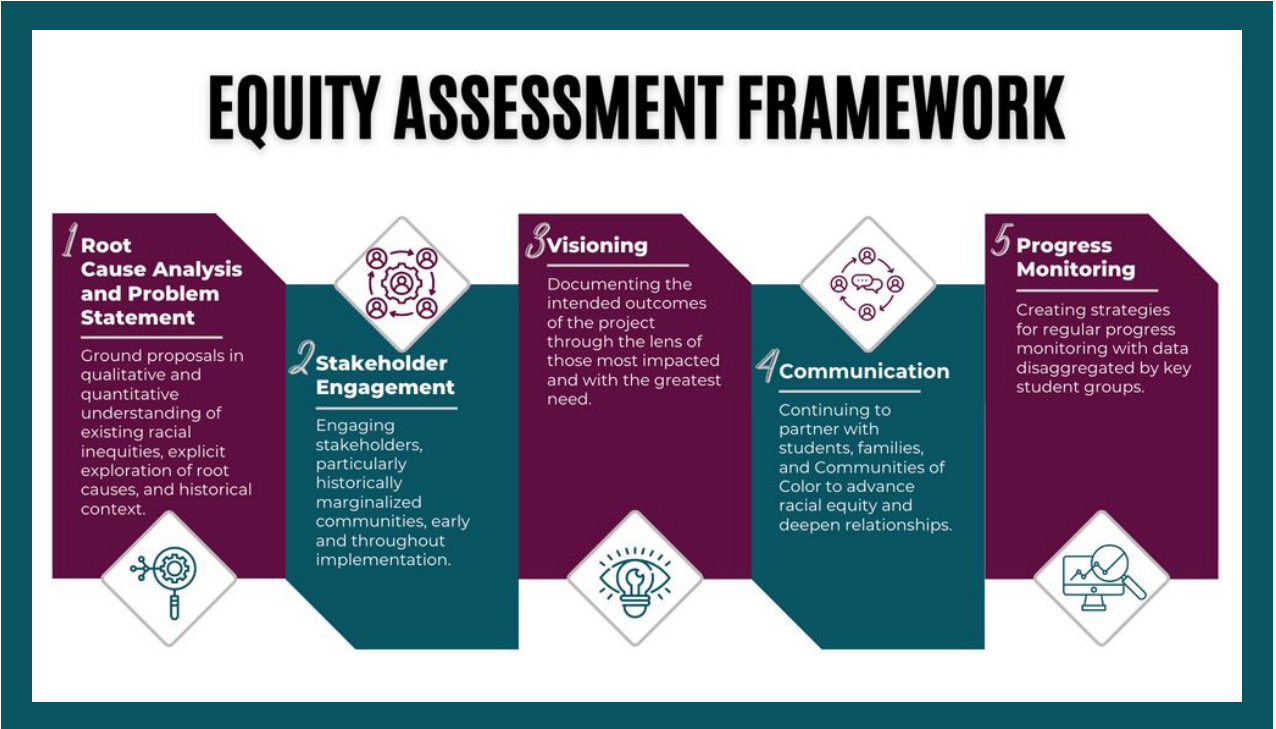 EQUITY ASSESSMENT FRAMEWORK
1 Root
Cause Analysis
and Problem
Statement
Ground proposals in
qualitative and
quantitative
understanding of
existing racial
inequities, explicit
exploration of root
causes, and historical
context.
2 Stakeholder
Engagement
Engaging
stakeholders,
particularly
historically
marginalized
communities, early
and throughout
implementation.
3 Visioning
Documenting the
intended outcomes
of the project
through the lens of
those most impacted
and with the greatest
need.
4 Communication
Continuing to
partner with
students, families,
and Communities of
Color to advance
racial equity and
deepen relationships.
5 Progress
Monitoring
Creating strategies
for regular progress
monitoring with data
disaggregated by key
student groups.